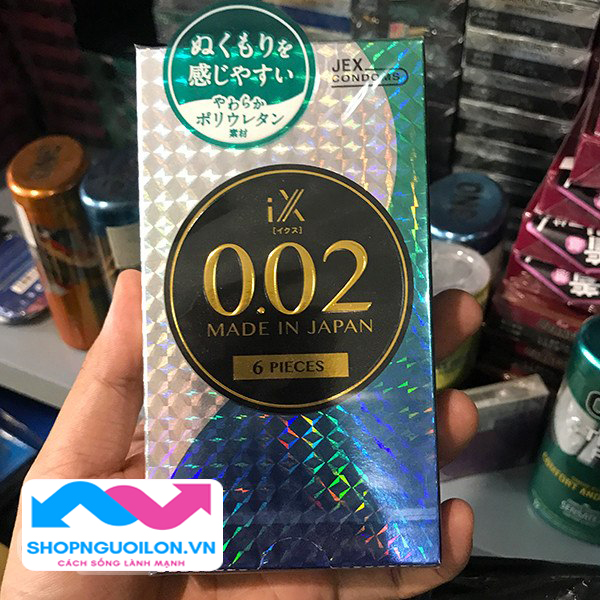 ぬくもりを
感じやすい
やわらか
ポリウレタン
素材
JEX
CONDOMS
iX
[イクス]
0.02
MADE IN JAPAN
6 PIECES
SHOPNGUOILON.VN
CÁCH SỐNG LÀNH MẠNH
COMFORT AND